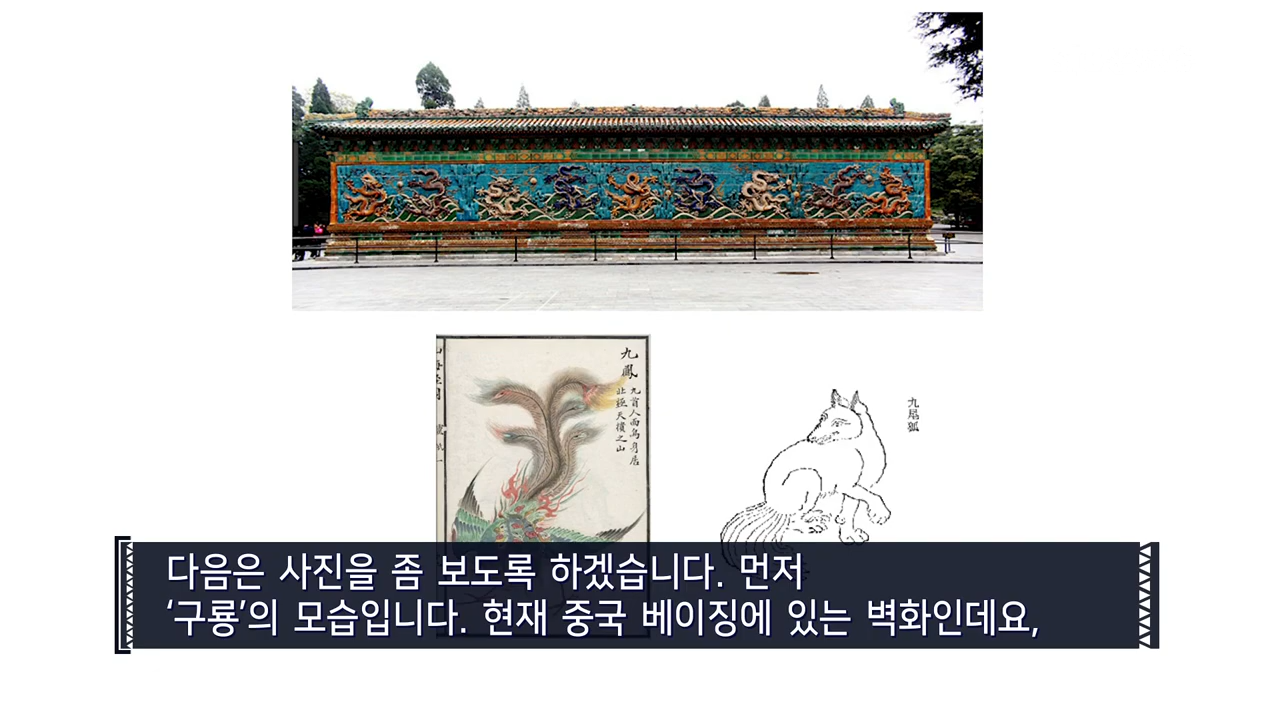 九鳳
九首人面鳥身居
北極天櫃之山
九尾狐
다음은 사진을 좀 보도록 하겠습니다. 먼저
‘구룡’의 모습입니다. 현재 중국 베이징에 있는 벽화인데요,